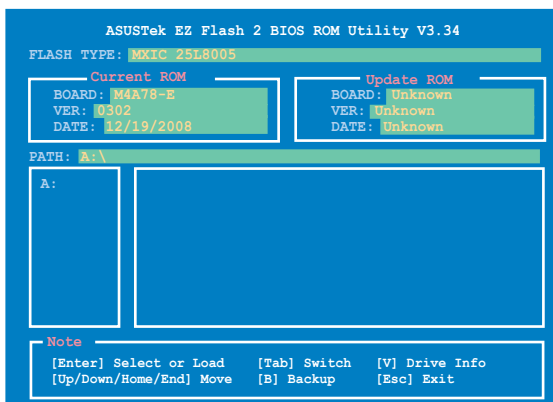 ASUSTek EZ Flash 2 BIOS ROM Utility V3.34
FLASH TYPE: MXIC 25L8005
Current ROM
BOARD: M4A78-E
VER: 0302
DATE: 12/19/2008
Update ROM
BOARD: Unknown
VER: Unknown
DATE: Unknown
PATH: A:\
A:
Note
[Enter] Select or Load [Tab] Switch [V] Drive Info
[Up/Down/Home/End] Move [B] Backup [Esc] Exit